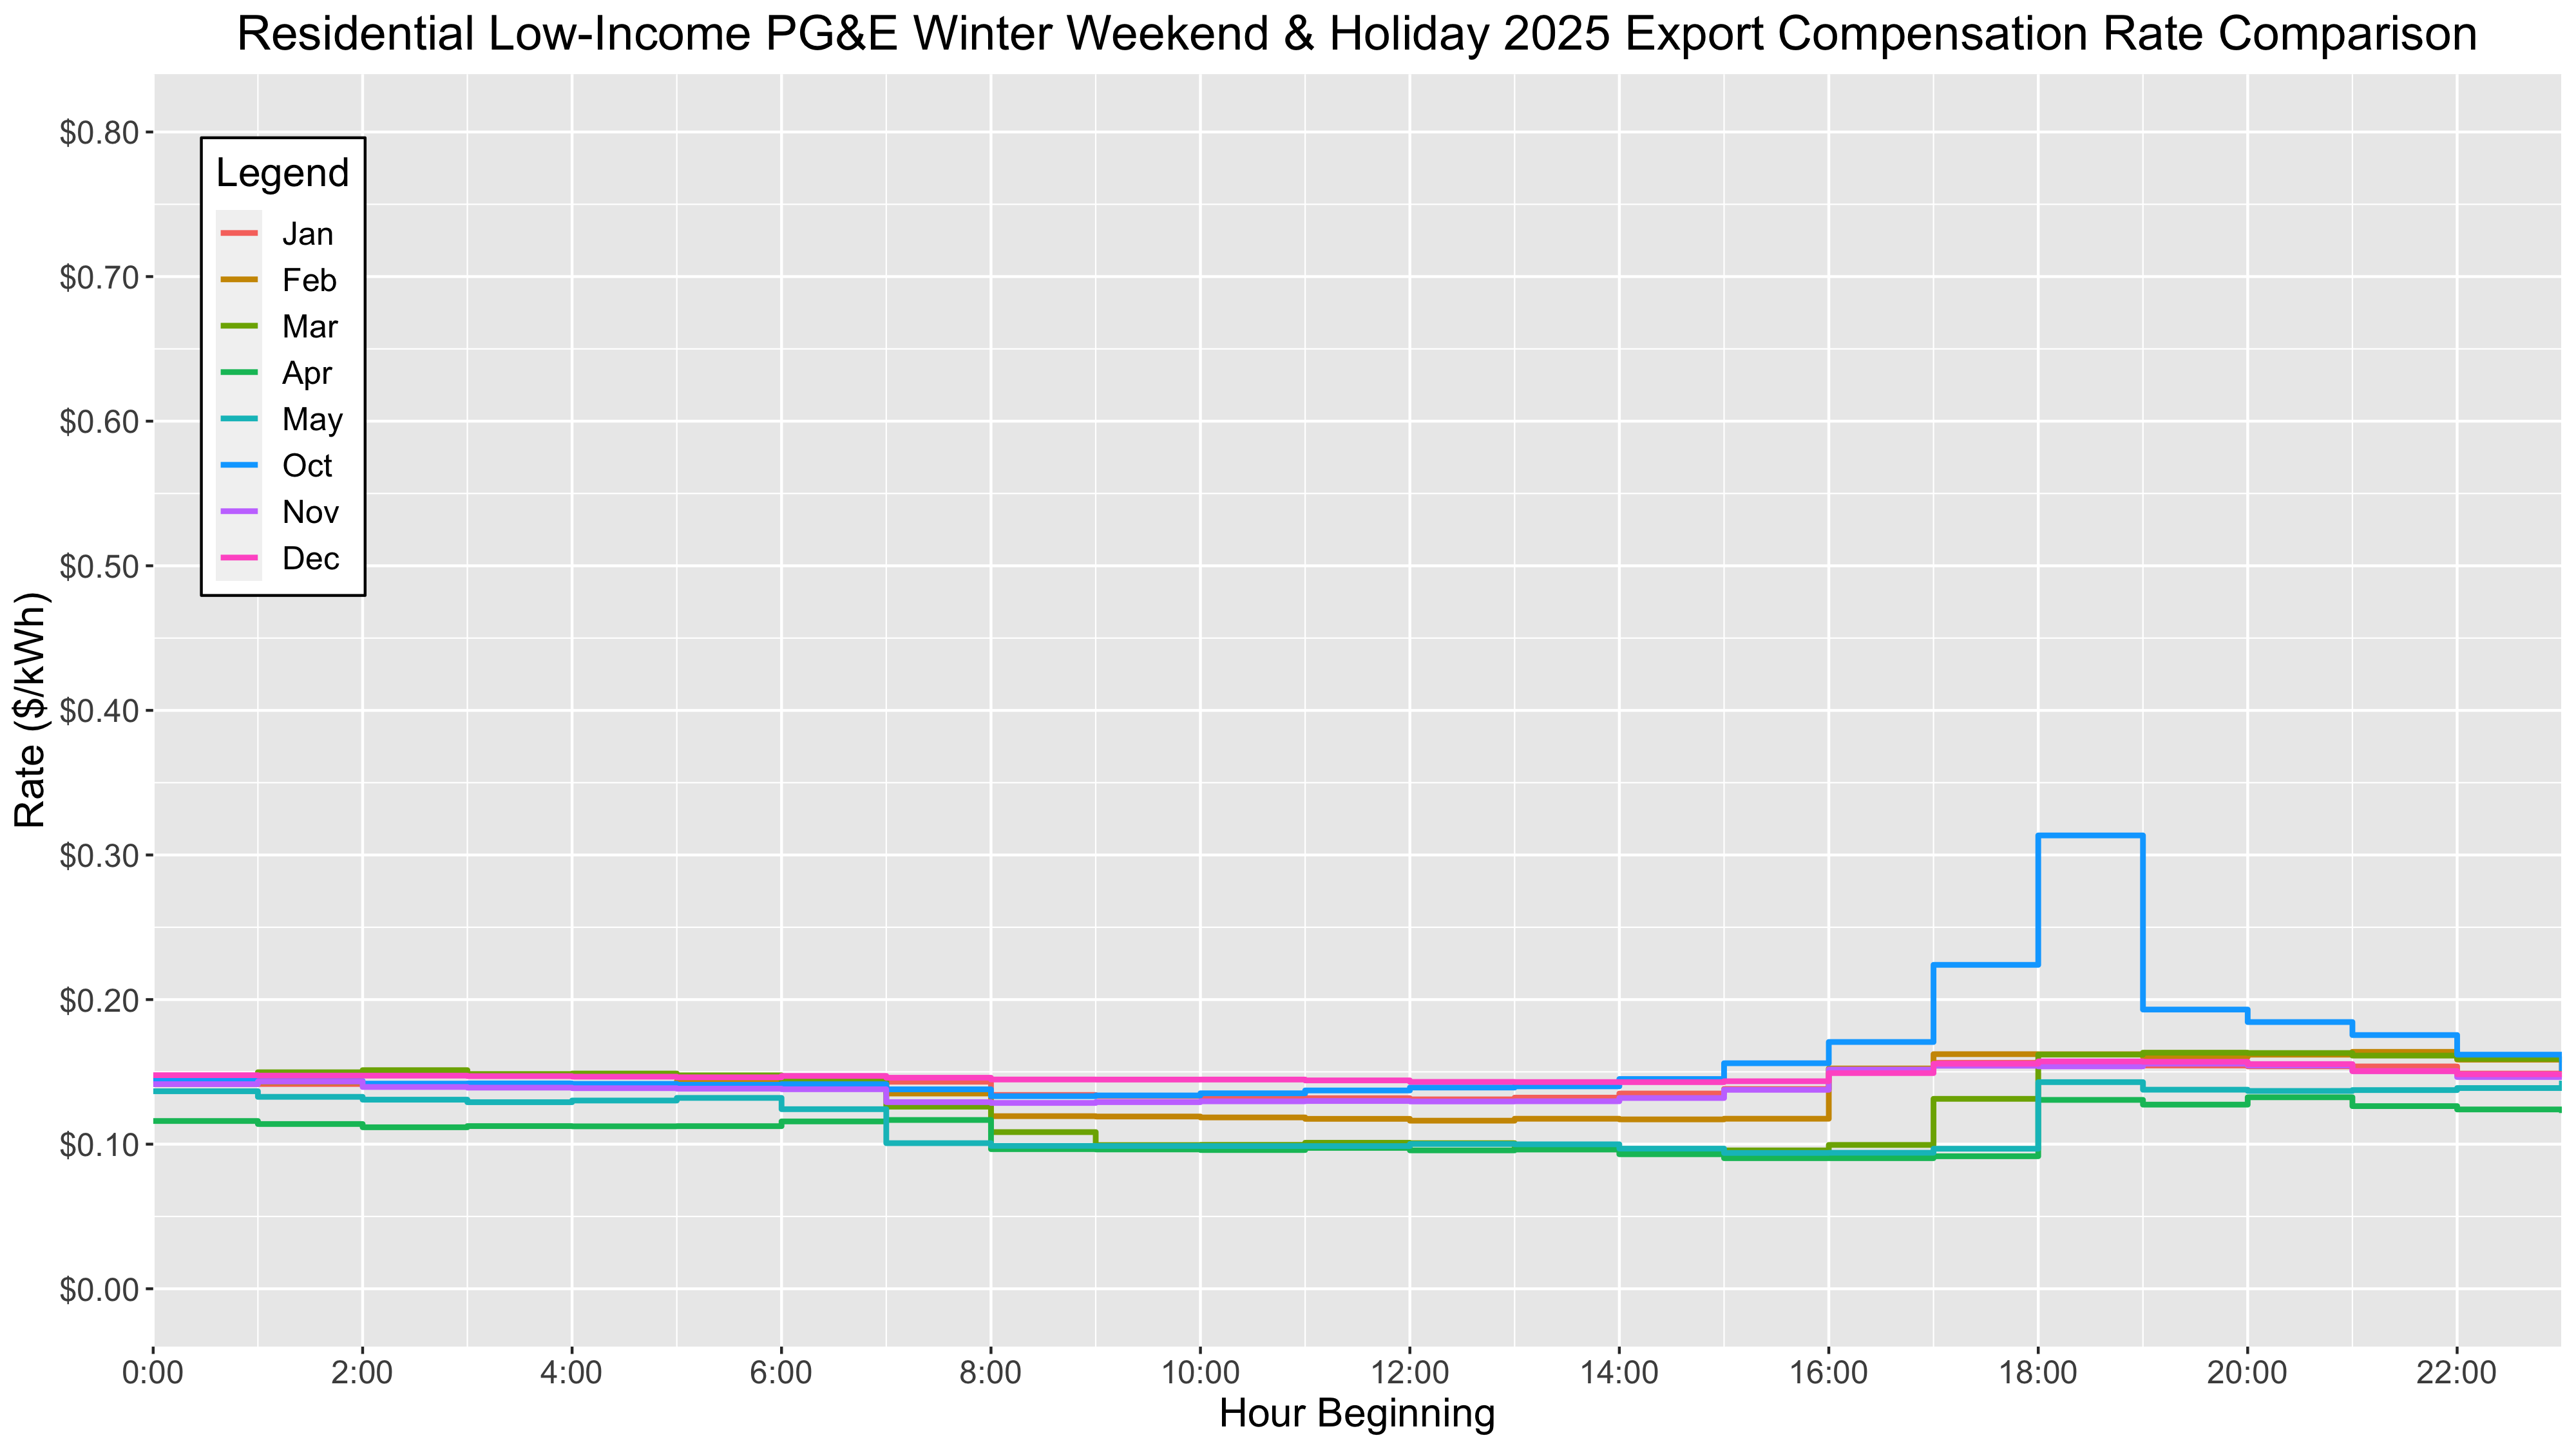 Residential Low-Income PG&E Winter Weekend & Holiday 2025 Export Compensation Rate Comparison
Rate ($/kWh)
$0.80
$0.70
$0.60
$0.50
$0.40
$0.30
$0.20
$0.10
$0.00
Legend
Jan
Feb
Mar
Apr
May
Oct
Nov
Dec
0:00 2:00 4:00 6:00 8:00 10:00 12:00 14:00 16:00 18:00 20:00 22:00
Hour Beginning